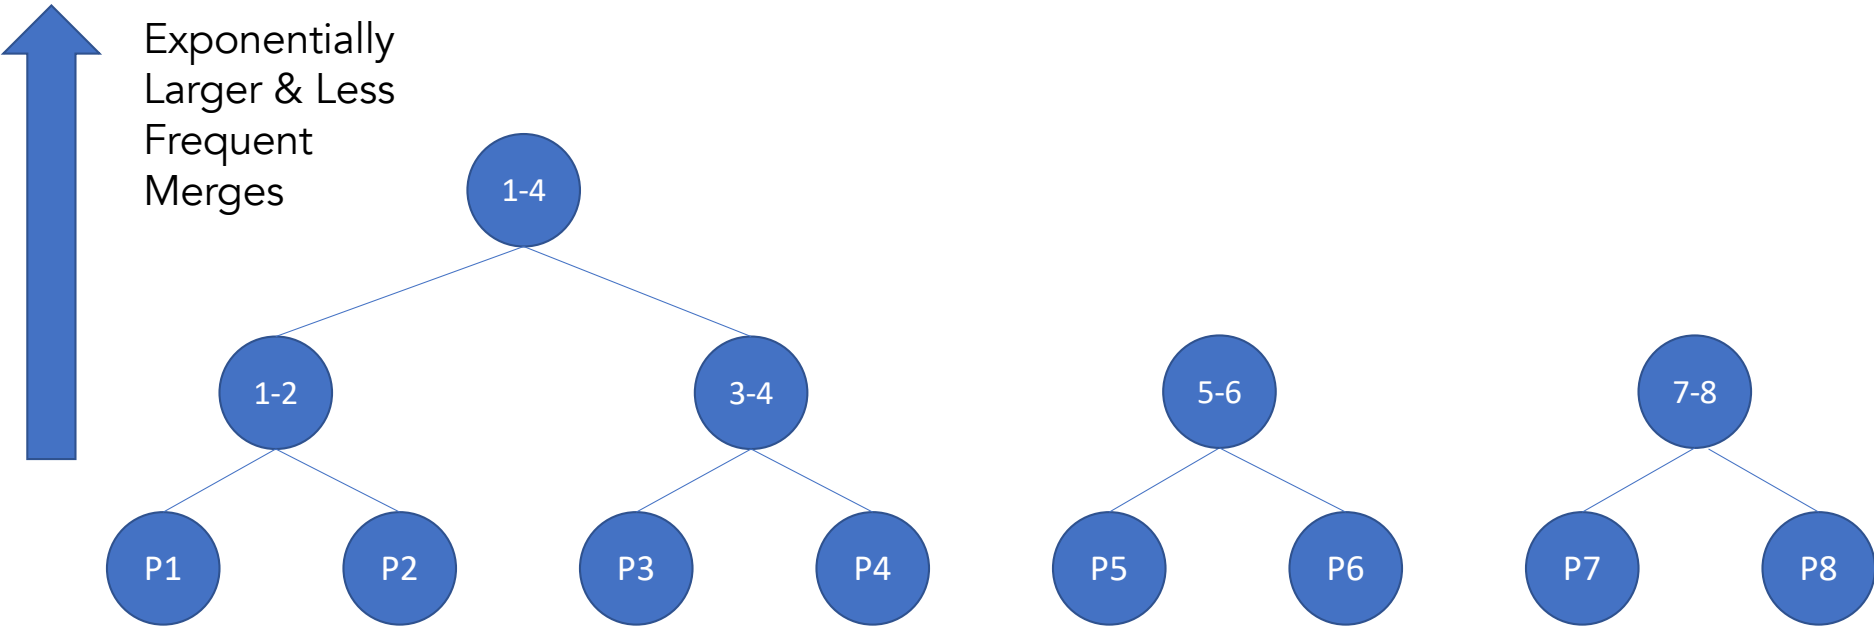 Exponentially
Larger & Less
Frequent
Merges
1-4
1-2
3-4
5-6
7-8
P1
P2
P3
P4
P5
P6
P7
P8